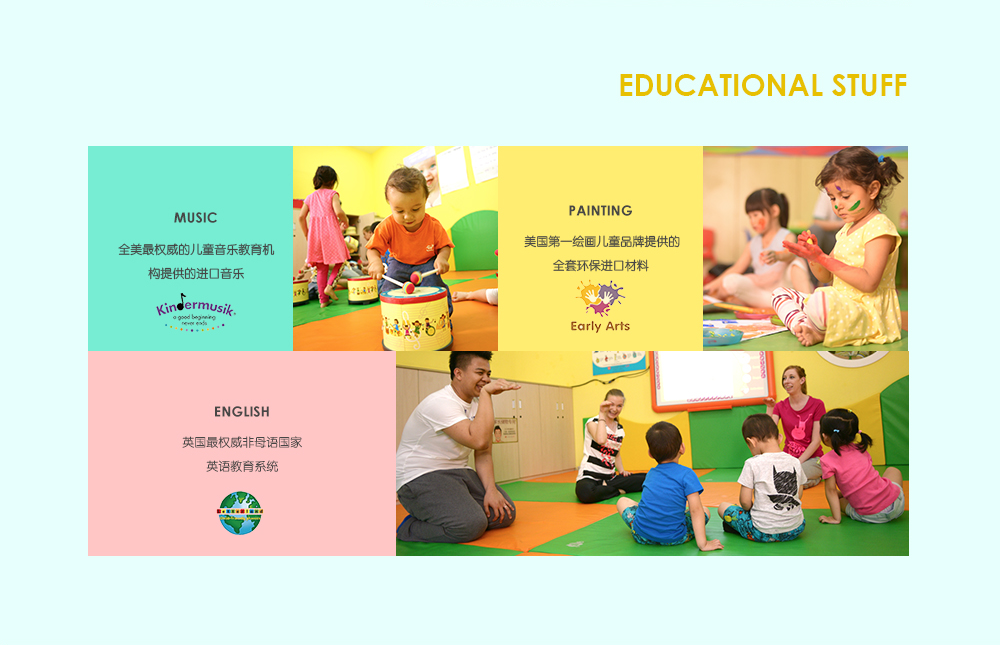 EDUCATIONAL STUFF
MUSIC
全美最权威的儿童音乐教育机
构提供的进口音乐
Kindermusik
a good beginning
never ends
PAINTING
美国第一绘画儿童品牌提供的
全套环保进口材料
Early Arts
ENGLISH
英国最权威非母语国家
英语教育系统